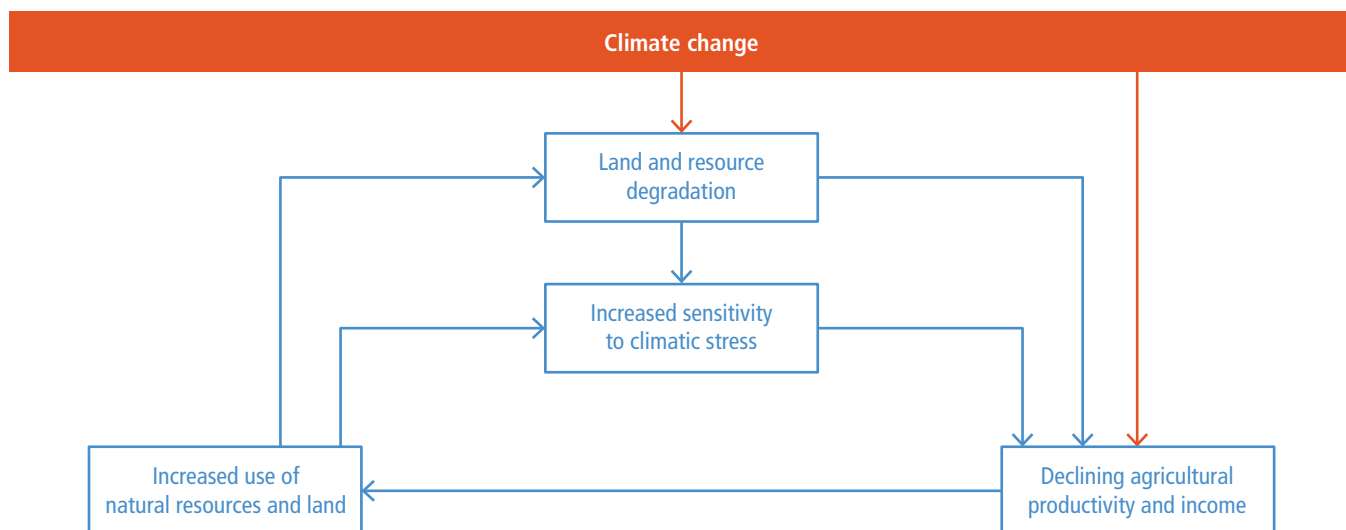 Climate change
Land and resource
degradation
Increased sensitivity
to climatic stress
Increased use of
natural resources and land
Declining agricultural
productivity and income